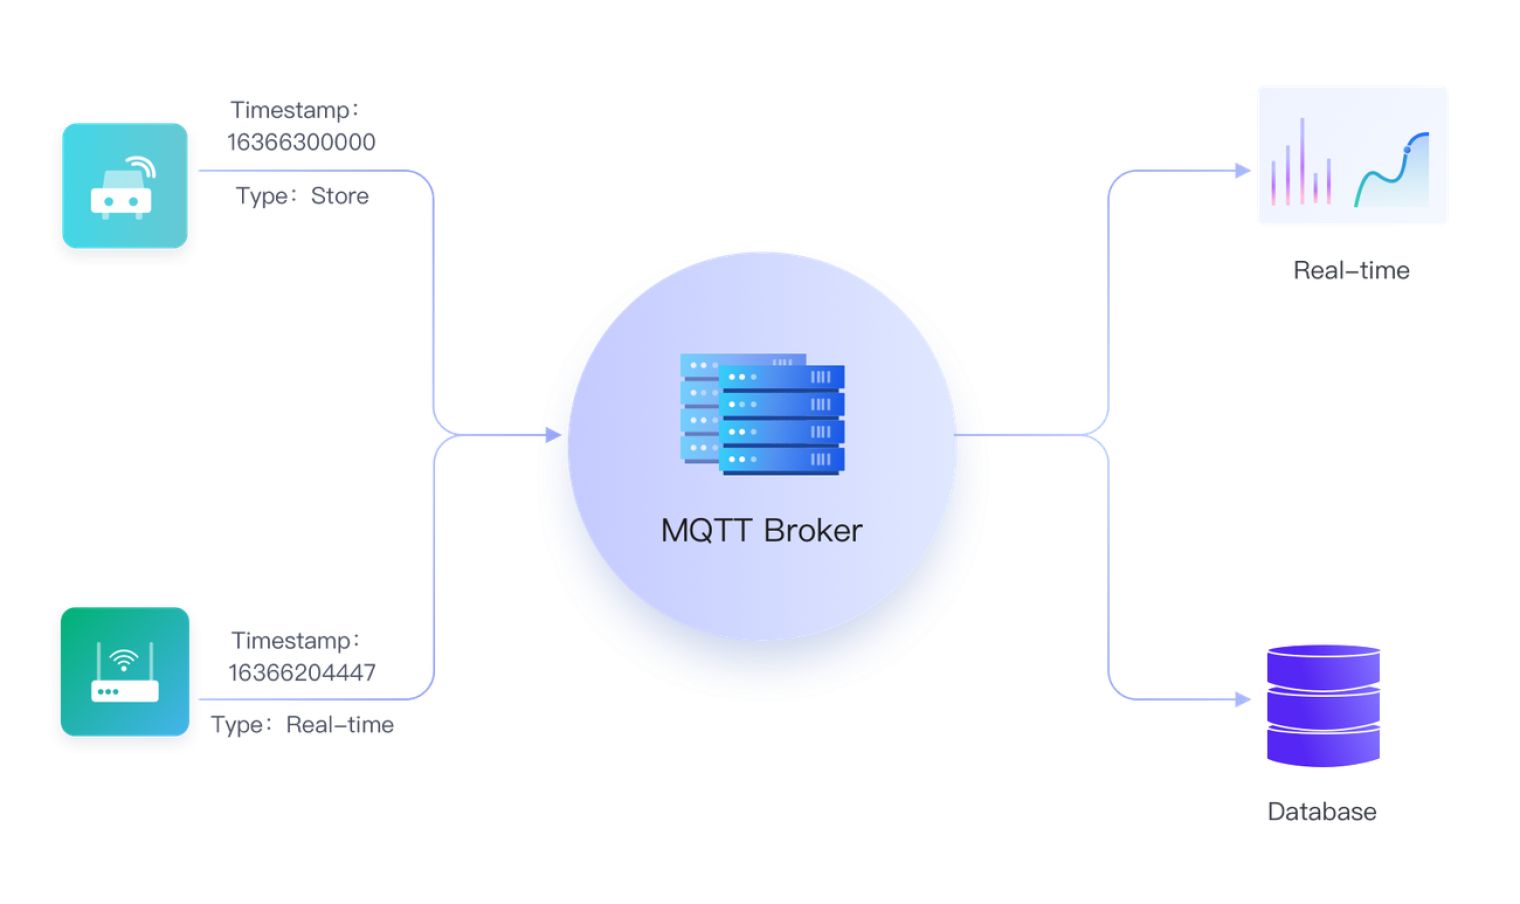 Timestamp:
16366300000
Type: Store
MQTT Broker
Timestamp:
16366204447
Type: Real-time
Real-time
Database